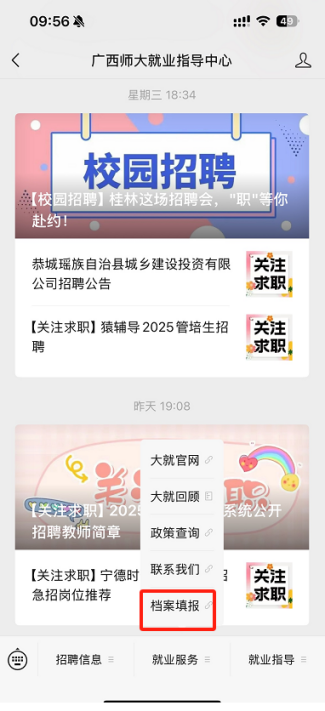 09:56
49
广西师大就业指导中心
星期三 18:34
校园招聘
【校园招聘】桂林这场招聘会，"职"等你
赴约！
恭城瑶族自治县城乡建设投资有限
公司招聘公告
关注
求职
【关注求职】猿辅导2025管培生招
聘
关注
求职
昨天 19:08
【关注求职】2025
系统公开
招聘教师简章
【关注求职】宁德时
招
急招岗位推荐
关注
求职
大就官网
大就回顾
政策查询
联系我们
档案填报
招聘信息
就业服务
就业指导